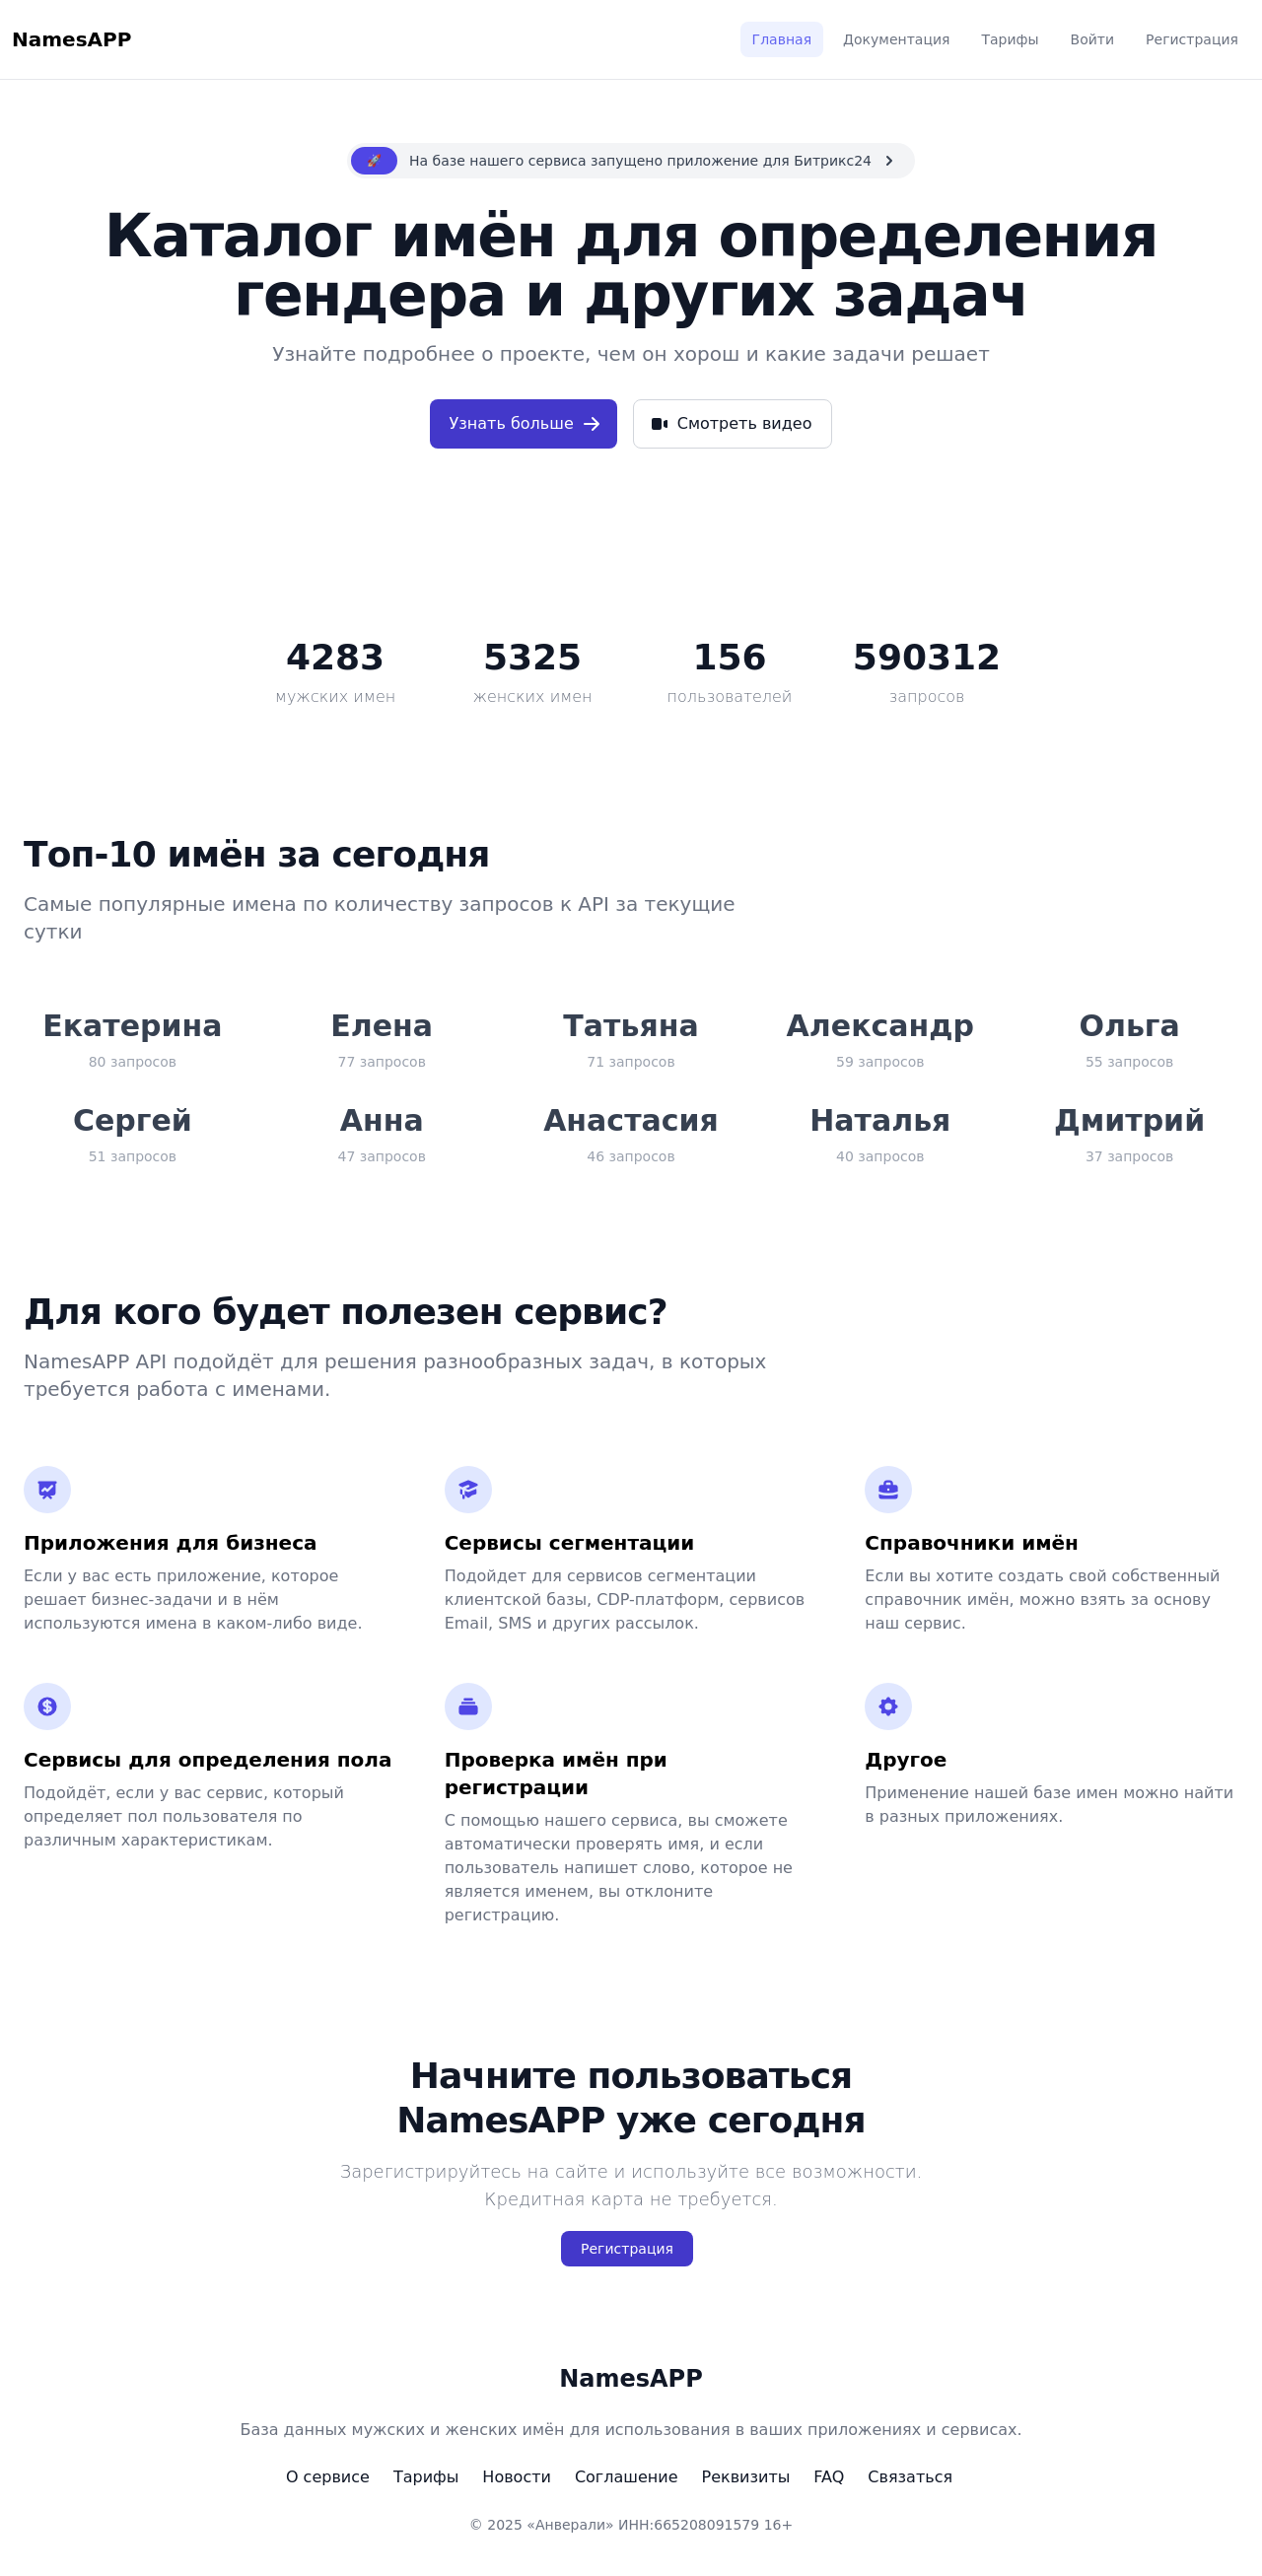 NamesAPP
Главная Документация Тарифы Войти Регистрация
🚀 На базе нашего сервиса запущено приложение для Битрикс24
Каталог имён для определения
гендера и других задач
Узнайте подробнее о проекте, чем он хорош и какие задачи решает
Узнать больше Смотреть видео
4283 5325 156 590312
мужских имен женских имен пользователей запросов
Топ-10 имён за сегодня
Самые популярные имена по количеству запросов к API за текущие
сутки
Екатерина Елена Татьяна Александр Ольга
80 запросов 77 запросов 71 запросов 59 запросов 55 запросов
Сергей Анна Анастасия Наталья Дмитрий
51 запросов 47 запросов 46 запросов 40 запросов 37 запросов
Для кого будет полезен сервис?
NamesAPP API подойдёт для решения разнообразных задач, в которых
требуется работа с именами.
Приложения для бизнеса
Если у вас есть приложение, которое
решает бизнес-задачи и в нём
используются имена в каком-либо виде.
Сервисы сегментации
Подойдет для сервисов сегментации
клиентской базы, CDP-платформ, сервисов
Email, SMS и других рассылок.
Справочники имён
Если вы хотите создать свой собственный
справочник имён, можно взять за основу
наш сервис.
Сервисы для определения пола
Подойдёт, если у вас сервис, который
определяет пол пользователя по
различным характеристикам.
Проверка имён при
регистрации
С помощью нашего сервиса, вы сможете
автоматически проверять имя, и если
пользователь напишет слово, которое не
является именем, вы отклоните
регистрацию.
Другое
Применение нашей базе имен можно найти
в разных приложениях.
Начните пользоваться
NamesAPP уже сегодня
Зарегистрируйтесь на сайте и используйте все возможности.
Кредитная карта не требуется.
Регистрация
NamesAPP
База данных мужских и женских имён для использования в ваших приложениях и сервисах.
О сервисе Тарифы Новости Соглашение Реквизиты FAQ Связаться
© 2025 «Анверали» ИНН:665208091579 16+